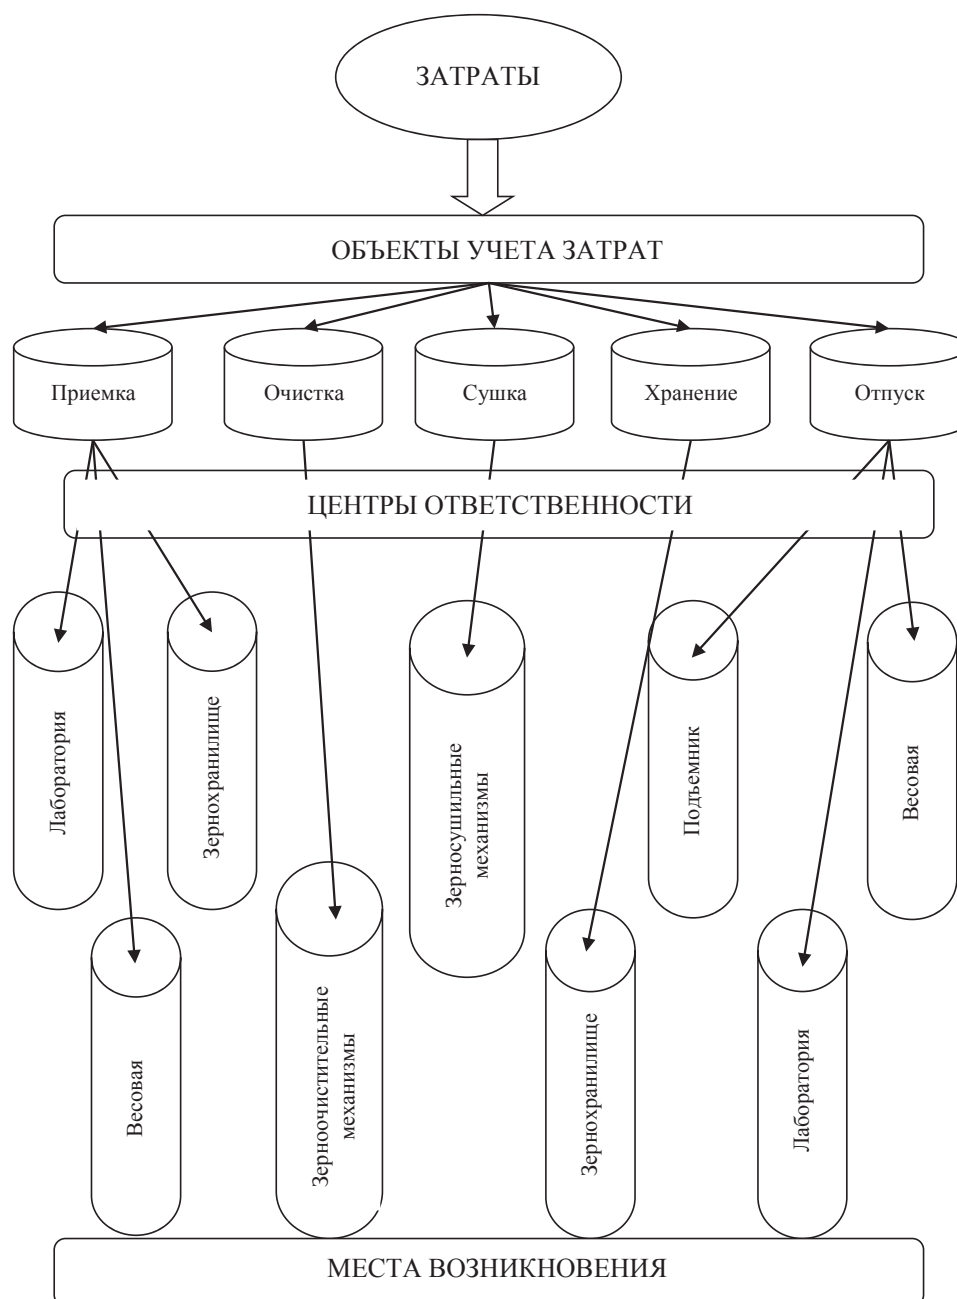 ЗАТРАТЫ
ОБЪЕКТЫ УЧЕТА ЗАТРАТ
Приемка
Очистка
Сушка
Хранение
Отпуск
ЦЕНТРЫ ОТВЕТСТВЕННОСТИ
Лаборатория
Зернохранилище
Зерносушильные
механизмы
Подъемник
Весовая
Весовая
Зерноочистительные
механизмы
Зернохранилище
Лаборатория
МЕСТА ВОЗНИКНОВЕНИЯ